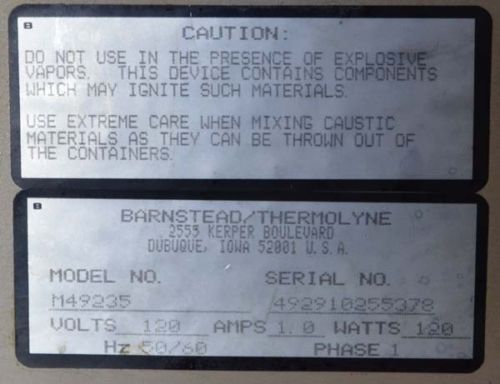 B
CAUTION:
DO NOT USE IN THE PRESENCE OF EXPLOSIVE
VAPORS. THIS DEVICE CONTAINS COMPONENTS
WHICH MAY IGNITE SUCH MATERIALS.
USE EXTREME CARE WHEN MIXING CAUSTIC
MATERIALS AS THEY CAN BE THROWN OUT OF
THE CONTAINERS.
B
BARNSTEAD/THERMOLYNE
2555 KERPER BOULEVARD
DUBUQUE, IOWA 52001 U.S.A.
MODEL NO. SERIAL NO.
M49235 492910255378
VOLTS 120 AMPS 1.0 WATTS 120
Hz 50/60 PHASE 1